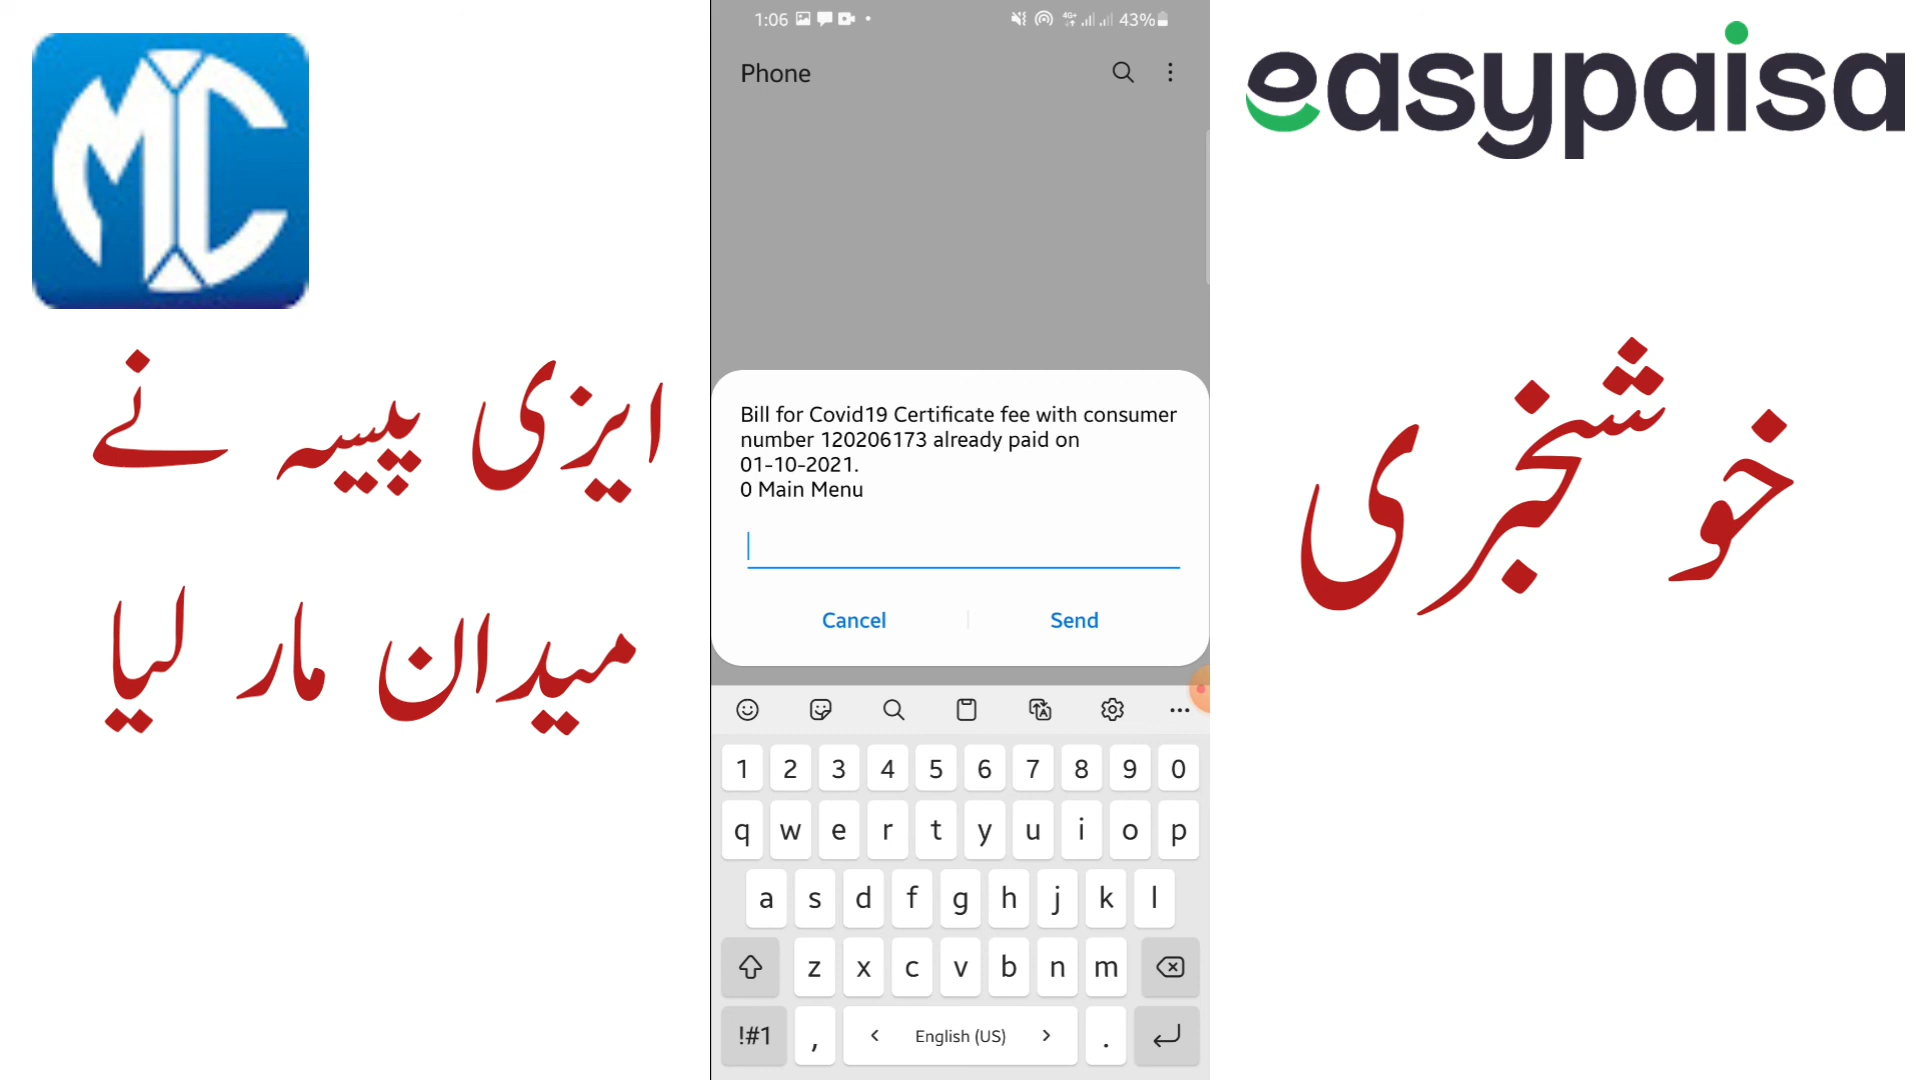 MC
ایزی پیسہ نے
میدان مار لیا
1:06
43%
Phone
Bill for Covid19 Certificate fee with consumer
number 120206173 already paid on
01-10-2021.
0 Main Menu
Cancel
Send
1 2 3 4 5 6 7 8 9 0
q w e r t y u i o p
a s d f g h j k l
z x c v b n m
!#1 , < English (US) > .
easypaisa
خوشخبری